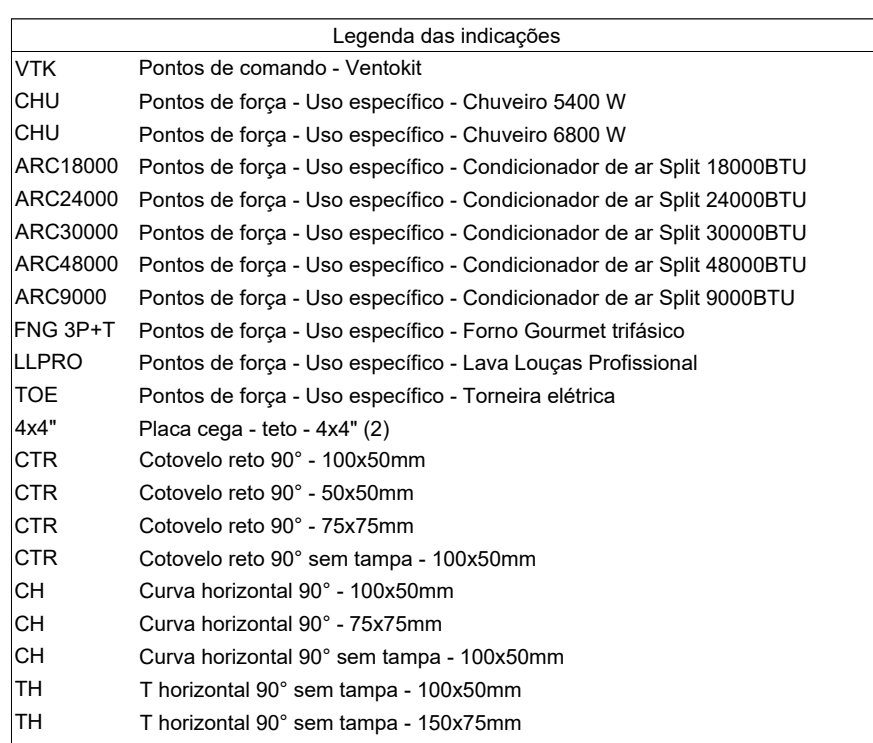 Legenda das indicações
VTK Pontos de comando - Ventokit
CHU Pontos de força - Uso específico - Chuveiro 5400 W
CHU Pontos de força - Uso específico - Chuveiro 6800 W
ARC18000 Pontos de força - Uso específico - Condicionador de ar Split 18000BTU
ARC24000 Pontos de força - Uso específico - Condicionador de ar Split 24000BTU
ARC30000 Pontos de força - Uso específico - Condicionador de ar Split 30000BTU
ARC48000 Pontos de força - Uso específico - Condicionador de ar Split 48000BTU
ARC9000 Pontos de força - Uso específico - Condicionador de ar Split 9000BTU
FNG 3P+T Pontos de força - Uso específico - Forno Gourmet trifásico
LLPRO Pontos de força - Uso específico - Lava Louças Profissional
TOE Pontos de força - Uso específico - Torneira elétrica
4x4" Placa cega - teto - 4x4" (2)
CTR Cotovelo reto 90° - 100x50mm
CTR Cotovelo reto 90° - 50x50mm
CTR Cotovelo reto 90° - 75x75mm
CTR Cotovelo reto 90° sem tampa - 100x50mm
CH Curva horizontal 90° - 100x50mm
CH Curva horizontal 90° - 75x75mm
CH Curva horizontal 90° sem tampa - 100x50mm
TH T horizontal 90° sem tampa - 100x50mm
TH T horizontal 90° sem tampa - 150x75mm